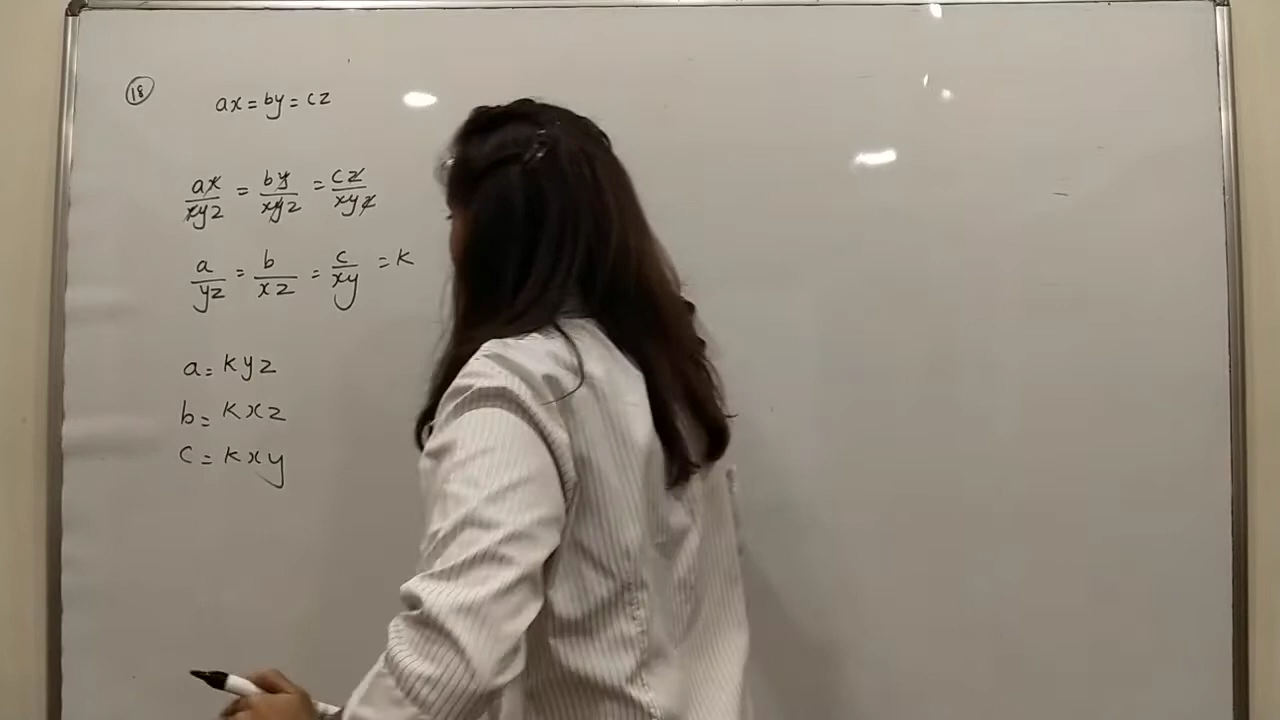 18 ax = by = cz
ax/xyz = by/xyz = cz/xyz
a/yz = b/xz = c/xy = k
a = kyz
b = kxz
c = kxy